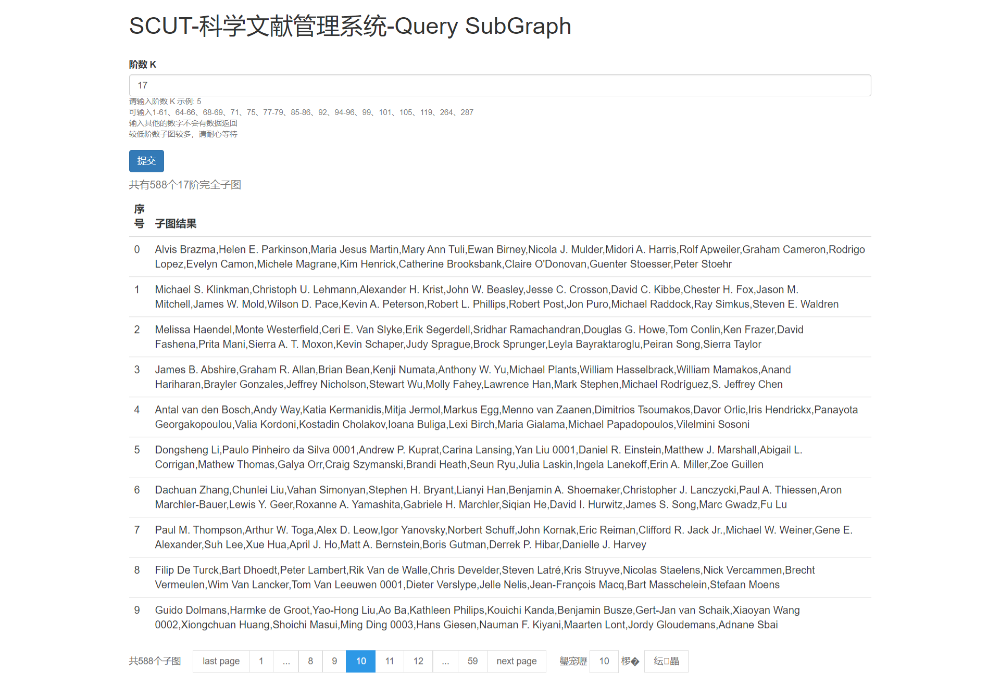 SCUT-科学文献管理系统-Query SubGraph
阶数 K
17
请输入阶数 K 示例: 5
可输入1-61、64-66、68-69、71、75、77-79、85-86、92、94-96、99、101、105、119、264、287
输入其他的数字不会有数据返回
较低阶数子图较多，请耐心等待
提交
共有588个17阶完全子图
序号 子图结果
0 Alvis Brazma,Helen E. Parkinson,Maria Jesus Martin,Mary Ann Tuli,Ewan Birney,Nicola J. Mulder,Midori A. Harris,Rolf Apweiler,Graham Cameron,Rodrigo
Lopez,Evelyn Camon,Michele Magrane,Kim Henrick,Catherine Brooksbank,Claire O'Donovan,Guenter Stoesser,Peter Stoehr
1 Michael S. Klinkman,Christoph U. Lehmann,Alexander H. Krist,John W. Beasley,Jesse C. Crosson,David C. Kibbe,Chester H. Fox,Jason M.
Mitchell,James W. Mold,Wilson D. Pace,Kevin A. Peterson,Robert L. Phillips,Robert Post,Jon Puro,Michael Raddock,Ray Simkus,Steven E. Waldren
2 Melissa Haendel,Monte Westerfield,Ceri E. Van Slyke,Erik Segerdell,Sridhar Ramachandran,Douglas G. Howe,Tom Conlin,Ken Frazer,David
Fashena,Prita Mani,Sierra A. T. Moxon,Kevin Schaper,Judy Sprague,Brock Sprunger,Leyla Bayraktaroglu,Peiran Song,Sierra Taylor
3 James B. Abshire,Graham R. Allan,Brian Bean,Kenji Numata,Anthony W. Yu,Michael Plants,William Hasselbrack,William Mamakos,Anand
Hariharan,Brayler Gonzales,Jeffrey Nicholson,Stewart Wu,Molly Fahey,Lawrence Han,Mark Stephen,Michael Rodríguez,S. Jeffrey Chen
4 Antal van den Bosch,Andy Way,Katia Kermanidis,Mitja Jermol,Markus Egg,Menno van Zaanen,Dimitrios Tsoumakos,Davor Orlic,Iris Hendrickx,Panayota
Georgakopoulou,Valia Kordoni,Kostadin Cholakov,Ioana Buliga,Lexi Birch,Maria Gialama,Michael Papadopoulos,Vilelmini Sosoni
5 Dongsheng Li,Paulo Pinheiro da Silva 0001,Andrew P. Kuprat,Carina Lansing,Yan Liu 0001,Daniel R. Einstein,Matthew J. Marshall,Abigail L.
Corrigan,Mathew Thomas,Galya Orr,Craig Szymanski,Brandi Heath,Seun Ryu,Julia Laskin,Ingela Lanekoff,Erin A. Miller,Zoe Guillen
6 Dachuan Zhang,Chunlei Liu,Vahan Simonyan,Stephen H. Bryant,Lianyi Han,Benjamin A. Shoemaker,Christopher J. Lanczycki,Paul A. Thiessen,Aron
Marchler-Bauer,Lewis Y. Geer,Roxanne A. Yamashita,Gabriele H. Marchler,Siqian He,David I. Hurwitz,James S. Song,Marc Gwadz,Fu Lu
7 Paul M. Thompson,Arthur W. Toga,Alex D. Leow,Igor Yanovsky,Norbert Schuff,John Kornak,Eric Reiman,Clifford R. Jack Jr.,Michael W. Weiner,Gene E.
Alexander,Suh Lee,Xue Hua,April J. Ho,Matt A. Bernstein,Boris Gutman,Derrek P. Hibar,Danielle J. Harvey
8 Filip De Turck,Bart Dhoedt,Peter Lambert,Rik Van de Walle,Chris Develder,Steven Latré,Kris Struyve,Nicolas Staelens,Nick Vercammen,Brecht
Vermeulen,Wim Van Lancker,Tom Van Leeuwen 0001,Dieter Verslype,Jelle Nelis,Jean-François Macq,Bart Masschelein,Stefaan Moens
9 Guido Dolmans,Harmke de Groot,Yao-Hong Liu,Ao Ba,Kathleen Philips,Kouichi Kanda,Benjamin Busze,Gert-Jan van Schaik,Xiaoyan Wang
0002,Xiongchuan Huang,Shoichi Masui,Ming Ding 0003,Hans Giesen,Nauman F. Kiyani,Maarten Lont,Jordy Gloudemans,Adnane Sbai
共588个子图 last page 1 ... 8 9 10 11 12 ... 59 next page 10